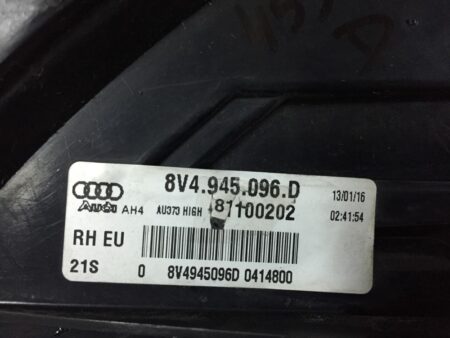 8V4.945.096.D
13/01/16
Audi AH4 AU373 HIGH 81100202
02:41:54
RH EU
21S 0 8V4945096D 0414800